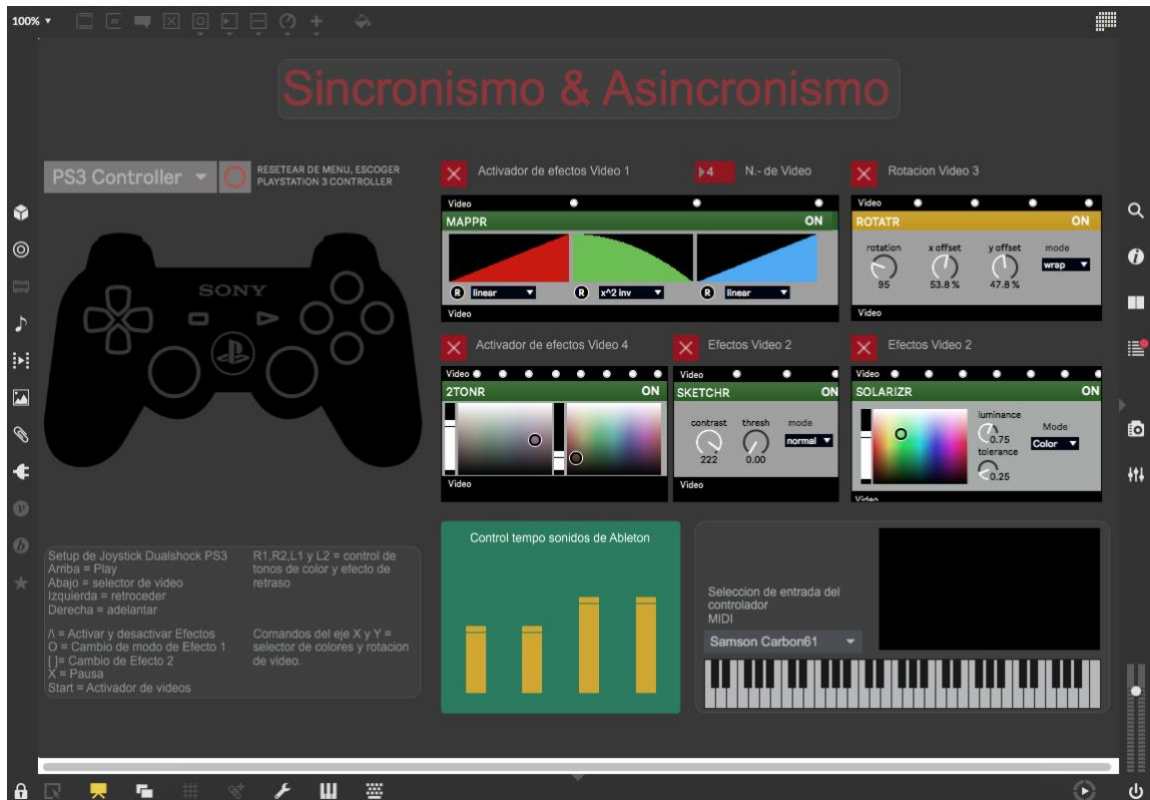 100%
Sincronismo & Asincronismo
PS3 Controller
RESETEAR DE MENU, ESCOGER
PLAYSTATION 3 CONTROLLER
SONY
Setup de Joystick Dualshock PS3
Arriba = Play
Abajo = selector de video
Izquierda = retroceder
Derecha = adelantar
/\ = Activar y desactivar Efectos
O = Cambio de modo de Efecto 1
[ ]= Cambio de Efecto 2
X = Pausa
Start = Activador de videos
R1,R2,L1 y L2 = control de
tonos de color y efecto de
retraso
Comandos del eje X y Y =
selector de colores y rotacion
de video.
Activador de efectos Video 1
4 N.- de Video
Rotacion Video 3
Video
MAPPR ON
R linear R x^2 inv R linear
Video
Video
ROTATR ON
rotation x offset y offset mode
95 53.8 % 47.8 % wrap
Video
Activador de efectos Video 4
Efectos Video 2
Efectos Video 2
Video
2TONR ON
Video
Video
SKETCHR ON
contrast thresh mode
222 0.00 normal
Video
Video
SOLARIZR ON
luminance
0.75
tolerance
0.25
Mode
Color
Video
Control tempo sonidos de Ableton
Seleccion de entrada del
controlador
MIDI
Samson Carbon61